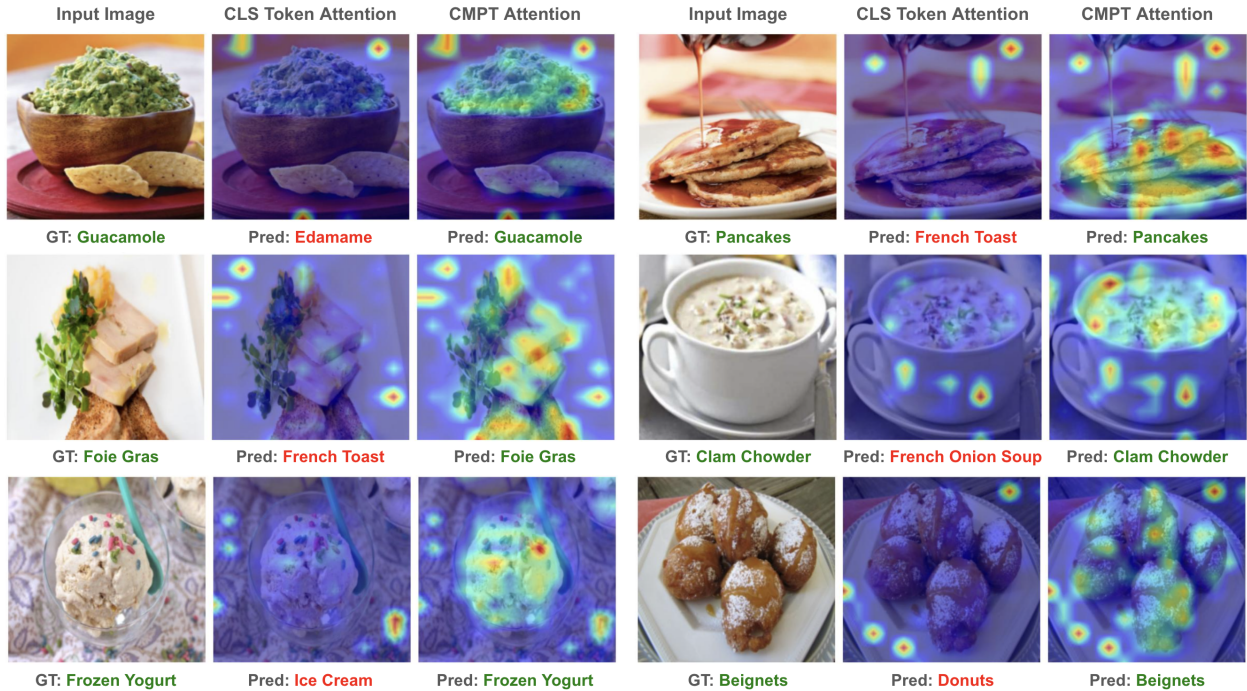 Input Image CLS Token Attention CMPT Attention Input Image CLS Token Attention CMPT Attention
GT: Guacamole Pred: Edamame Pred: Guacamole GT: Pancakes Pred: French Toast Pred: Pancakes
GT: Foie Gras Pred: French Toast Pred: Foie Gras GT: Clam Chowder Pred: French Onion Soup Pred: Clam Chowder
GT: Frozen Yogurt Pred: Ice Cream Pred: Frozen Yogurt GT: Beignets Pred: Donuts Pred: Beignets